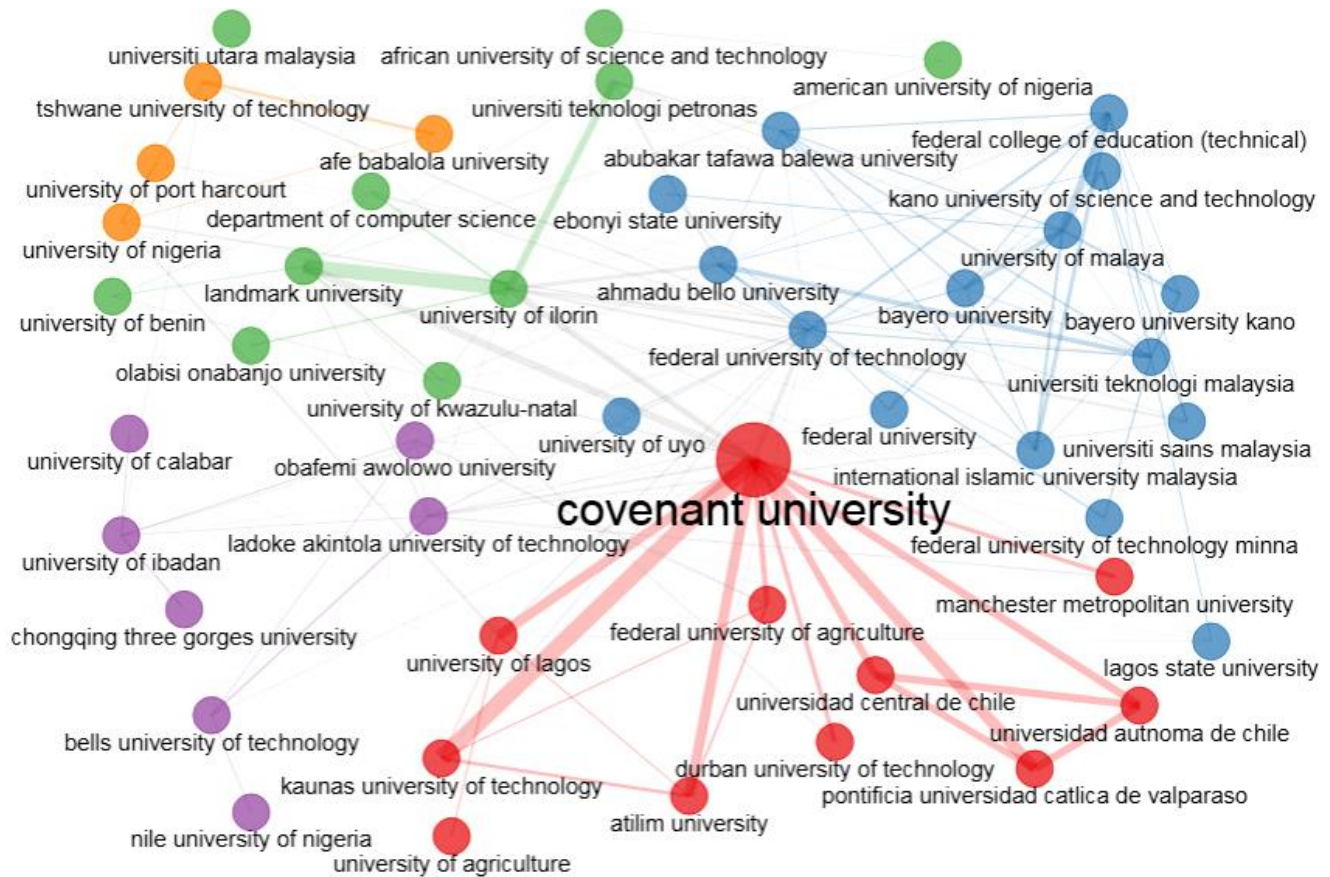 universiti utara malaysia
african university of science and technology
american university of nigeria
tshwane university of technology
universiti teknologi petronas
federal college of education (technical)
afe babalola university
abubakar tafawa balewa university
university of port harcourt
kano university of science and technology
department of computer science
ebonyi state university
university of nigeria
university of malaya
landmark university
ahmadu bello university
university of ilorin
bayero university
bayero university kano
university of benin
federal university of technology
olabisi onabanjo university
universiti teknologi malaysia
university of kwazulu-natal
federal university
university of uyo
universiti sains malaysia
university of calabar
obafemi awolowo university
international islamic university malaysia
covenant university
ladoke akintola university of technology
federal university of technology minna
university of ibadan
manchester metropolitan university
chongqing three gorges university
federal university of agriculture
university of lagos
lagos state university
universidad central de chile
universidad autnoma de chile
bells university of technology
durban university of technology
kaunas university of technology
pontificia universidad catlica de valparaso
atilim university
nile university of nigeria
university of agriculture